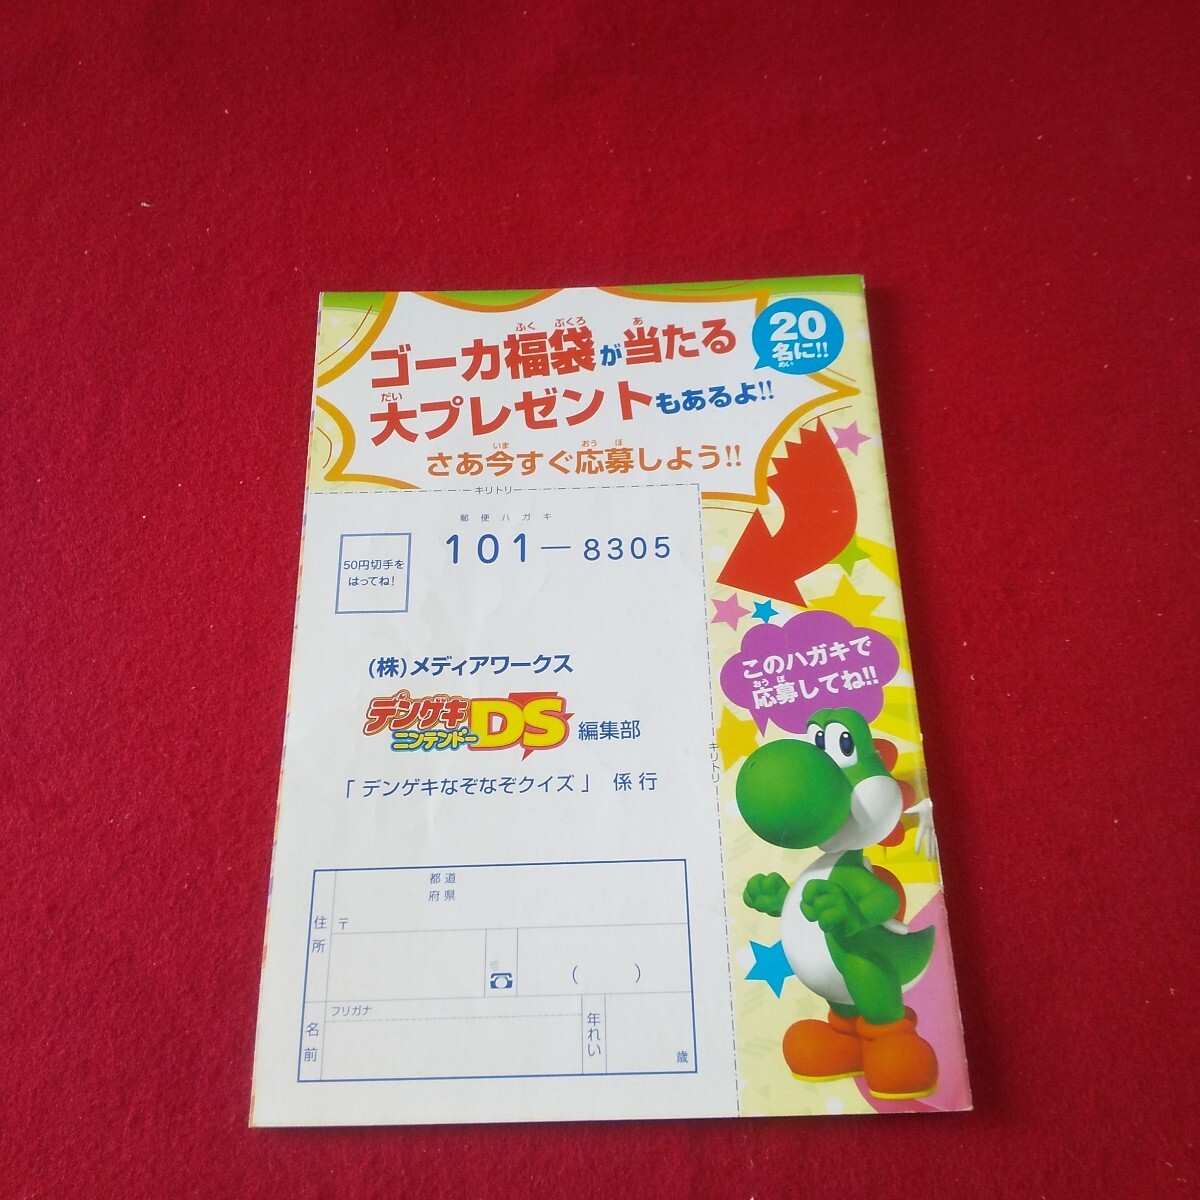 ゴーカ福袋が当たる
ふく ぶくろ あ
20
名に!!
めい
大プレゼントもあるよ!!
だい
さあ今すぐ応募しよう!!
いま おう ぼ
キリトリ
郵便ハガキ
50円切手を
はってね!
101-8305
このハガキで
応募してね!!
おう ぼ
(株)メディアワークス
デンゲキ
ニンテンドーDS 編集部
「デンゲキなぞなぞクイズ」 係行
キリトリ
住所
都道
府県
〒
( )
名前
フリガナ
年れい
歳